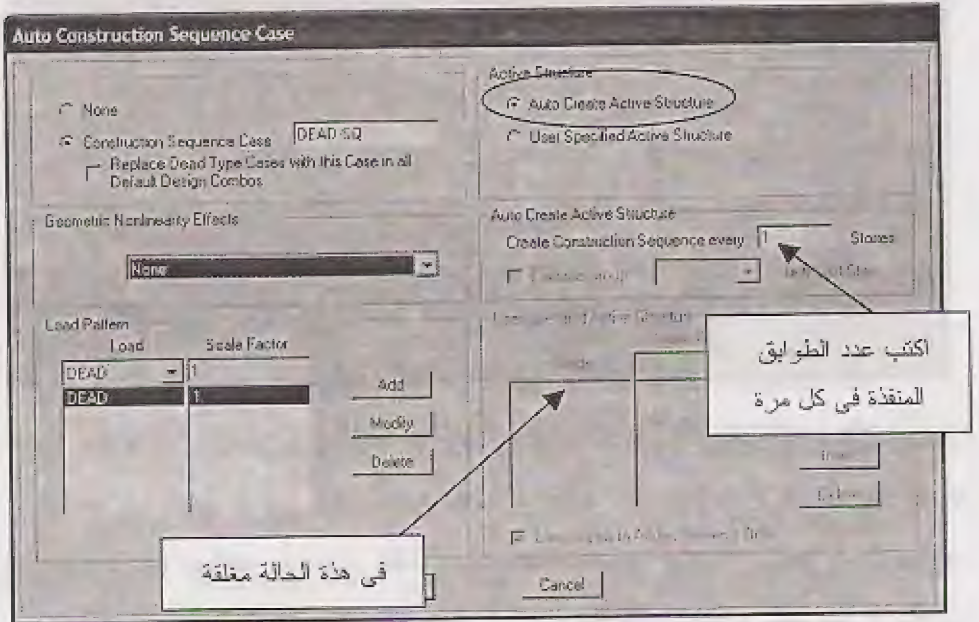 Auto Construction Sequence Case
None
Construction Sequence Case
DEAD-SQ
Replace Dead Type Cases with this Case in all
Default Design Combos
Active Structure
Auto Create Active Structure
User Specified Active Structure
Geometric Nonlinearity Effects
None
Auto Create Active Structure
Create Construction Sequence every
1
Stories
Load Pattern
Load
Scale Factor
DEAD
1
DEAD
1
Add
Modify
Delete
اكتب عدد الطوابق
المنفذة في كل مرة
في هذة الحالة مغلقة
Cancel